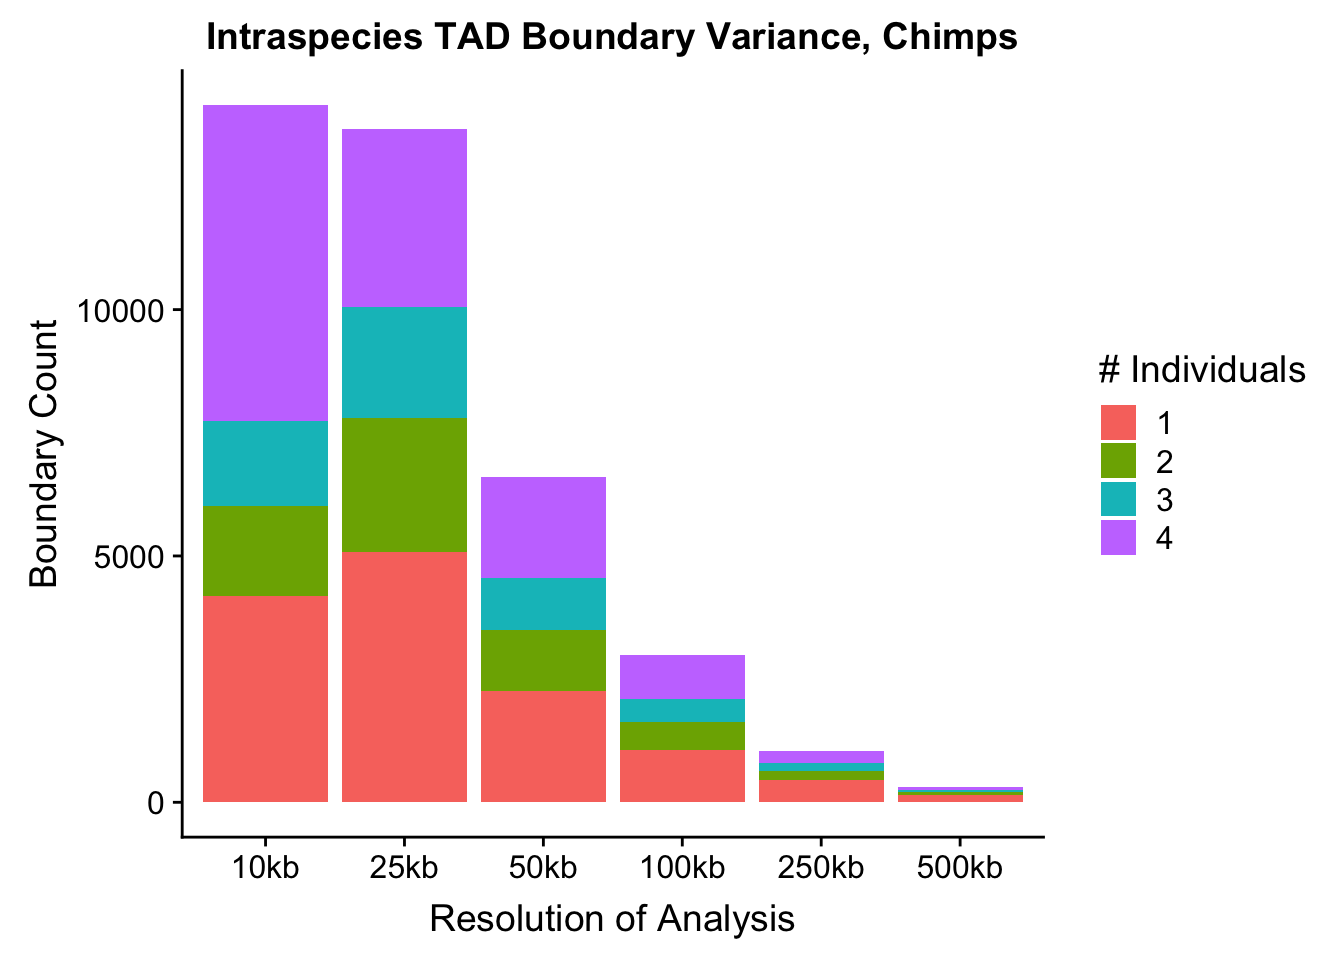 Intraspecies TAD Boundary Variance, Chimps
Boundary Count
10000
5000
0
10kb 25kb 50kb 100kb 250kb 500kb
Resolution of Analysis
# Individuals
1
2
3
4